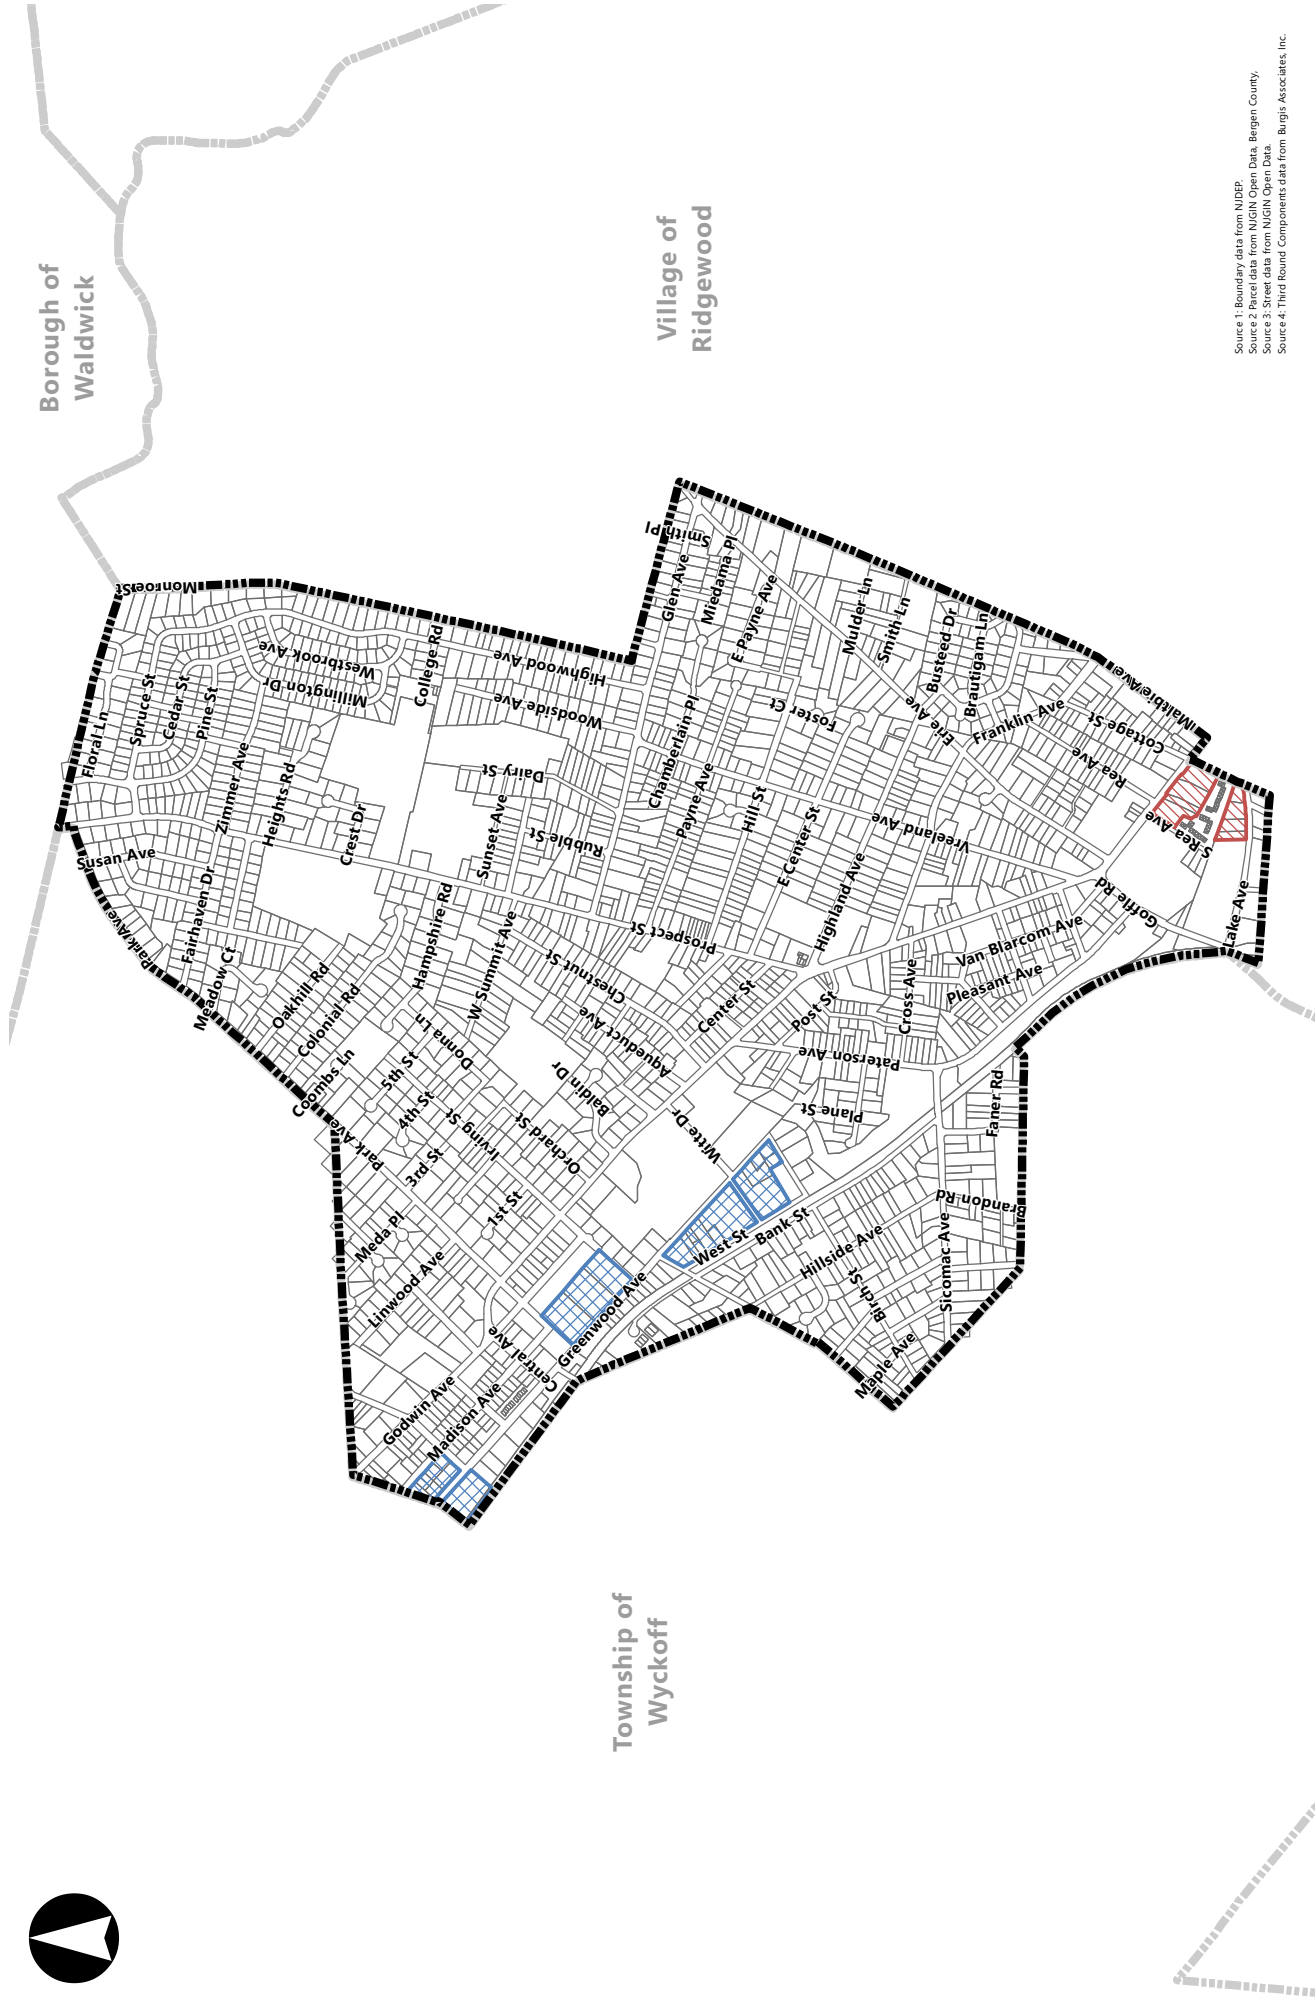 Borough of
Waldwick
Village of
Ridgewood
Township of
Wyckoff
Source 1: Boundary data from NJDEP.
Source 2 Parcel data from NJGIN Open Data, Bergen County,
Source 3: Street data from NJGIN Open Data.
Source 4: Third Round Components data from Burgis Associates, Inc.
Monroe St
Floral Ln
Spruce St
Cedar St
Pine St
Westbrook Ave
Millington Dr
College Rd
Highwood Ave
Woodside Ave
Zimmer Ave
Heights Rd
Crest Dr
Dairy St
Sunset Ave
Rubble St
Susan Ave
Park Ave
Fairhaven Dr
Meadow Ct
Oakhill Rd
Colonial Rd
Coombs Ln
Hampshire Rd
W Summit Ave
Chestnut St
Prospect St
Aqueduct Ave
Donna Ln
5th St
4th St
3rd St
1st St
Irving St
Orchard St
Baldin Dr
Park Ave
Meda Pl
Linwood Ave
Central Ave
Greenwood Ave
Godwin Ave
Madison Ave
Smith Pl
Glen Ave
Miedama Pl
E Payne Ave
Mulder Ln
Smith Ln
Busteed Dr
Brautigam Ln
Chamberlain Pl
Foster Ct
Payne Ave
Hill St
E Center St
Highland Ave
Vreeland Ave
Erie Ave
Franklin Ave
Cottage St
Maltbie Ave
Rea Ave
S Rea Ave
Goffle Rd
Lake Ave
Van Blarcom Ave
Pleasant Ave
Cross Ave
Center St
Post St
Paterson Ave
Plane St
Witte Dr
West St
Bank St
Hillside Ave
Birch St
Maple Ave
Sicomac Ave
Brandon Rd
Faner Rd